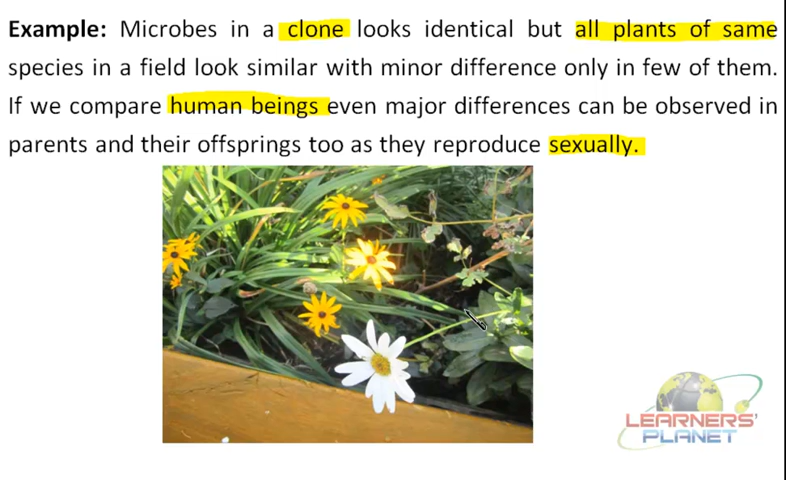 Example: Microbes in a clone looks identical but all plants of same
species in a field look similar with minor difference only in few of them.
If we compare human beings even major differences can be observed in
parents and their offsprings too as they reproduce sexually.
LEARNERS'
PLANET